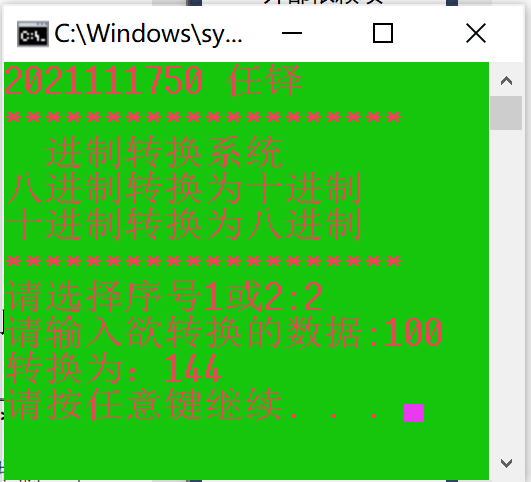 C:\Windows\sy...
2021111750 任铎
********************
进制转换系统
八进制转换为十进制
十进制转换为八进制
********************
请选择序号1或2:2
请输入欲转换的数据:100
转换为: 144
请按任意键继续. . .